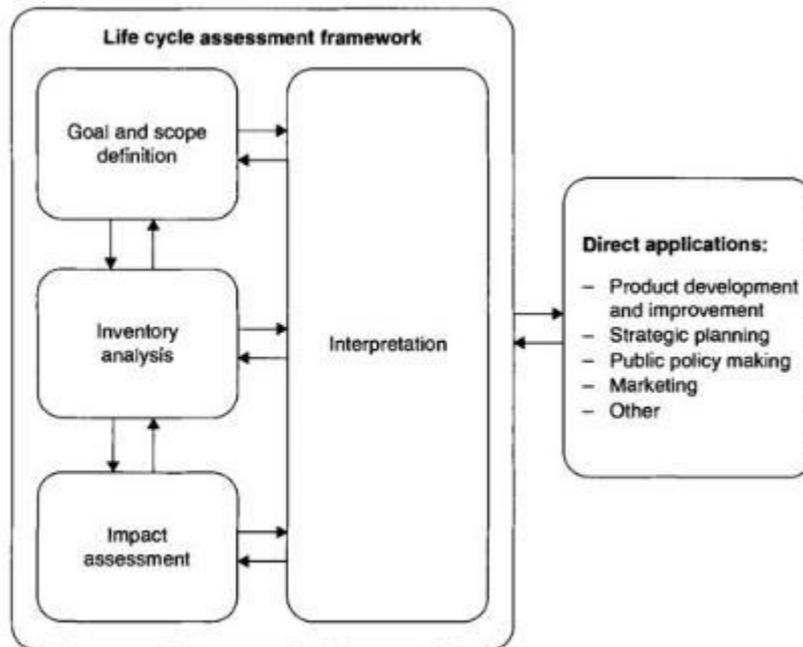 Life cycle assessment framework
Goal and scope
definition
Inventory
analysis
Impact
assessment
Interpretation
Direct applications:
– Product development
and improvement
– Strategic planning
– Public policy making
– Marketing
– Other